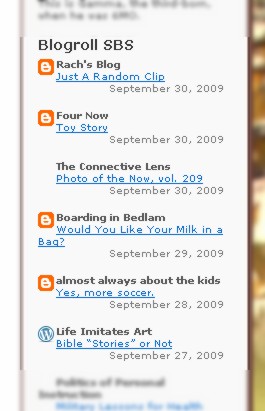 This is Gamma, the third-born,
when he was 6MO.
Blogroll SBS
Rach's Blog
Just A Random Clip
September 30, 2009
Four Now
Toy Story
September 30, 2009
The Connective Lens
Photo of the Now, vol. 209
September 30, 2009
Boarding in Bedlam
Would You Like Your Milk in a
Bag?
September 29, 2009
almost always about the kids
Yes, more soccer.
September 28, 2009
Life Imitates Art
Bible “Stories” or Not
September 27, 2009
Politics of Personal
Instruction
Military Lessons for Health